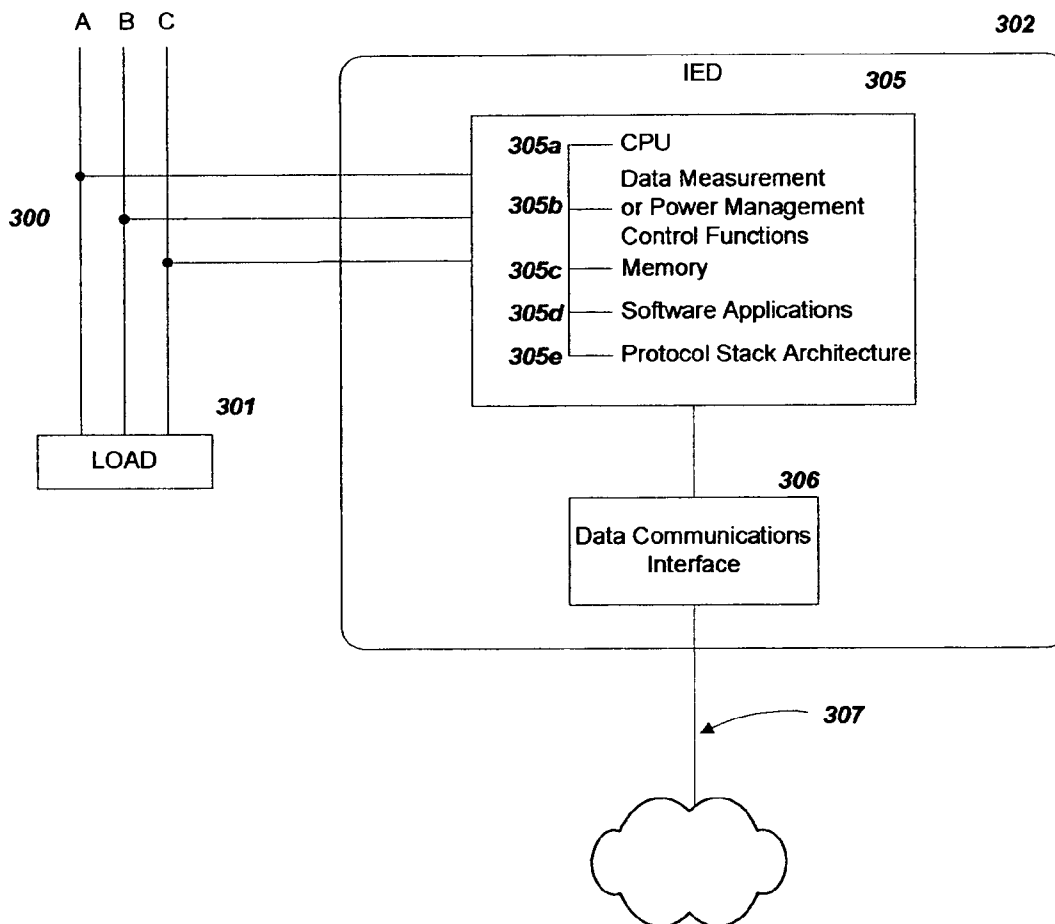 A B C
302
IED
305
305a CPU
Data Measurement
305b or Power Management
Control Functions
305c Memory
305d Software Applications
305e Protocol Stack Architecture
300
301
LOAD
306
Data Communications
Interface
307